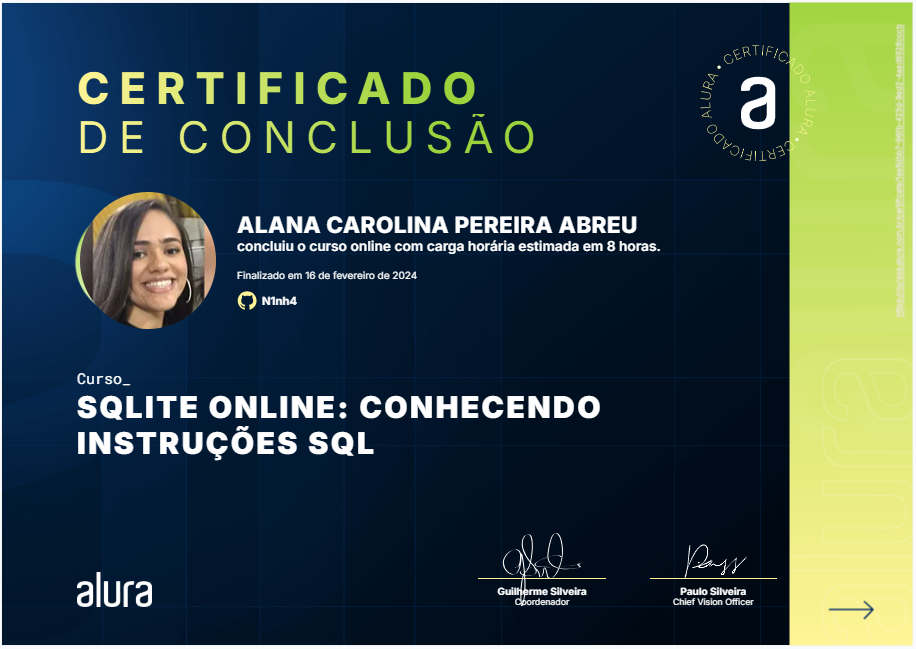 CERTIFICADO
DE CONCLUSÃO
CERTIFICADO ALURA • CERTIFICADO ALURA •
a
ALANA CAROLINA PEREIRA ABREU
concluiu o curso online com carga horária estimada em 8 horas.
Finalizado em 16 de fevereiro de 2024
N1nh4
Curso_
SQLITE ONLINE: CONHECENDO
INSTRUÇÕES SQL
alura
Guilherme Silveira
Coordenador
Paulo Silveira
Chief Vision Officer
alura